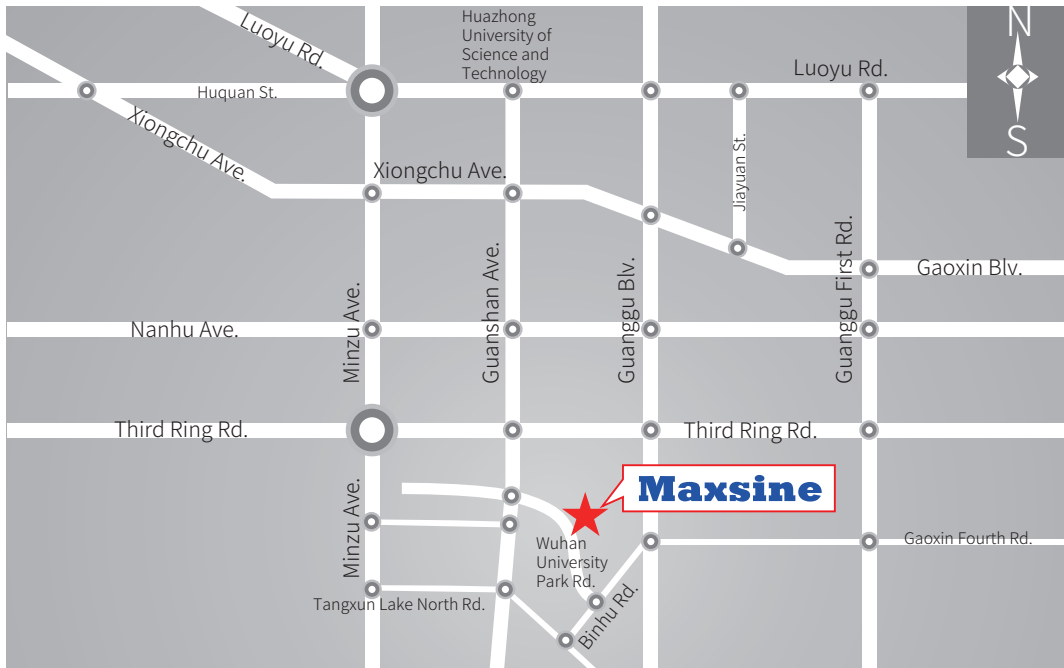 N
S
Luoyu Rd.
Huazhong
University of
Science and
Technology
Luoyu Rd.
Huquan St.
Xiongchu Ave.
Xiongchu Ave.
Jiayuan St.
Minzu Ave.
Guanshan Ave.
Guanggu Blv.
Guanggu First Rd.
Gaoxin Blv.
Nanhu Ave.
Third Ring Rd.
Third Ring Rd.
Maxsine
Minzu Ave.
Wuhan
University
Park Rd.
Gaoxin Fourth Rd.
Tangxun Lake North Rd.
Binhu Rd.